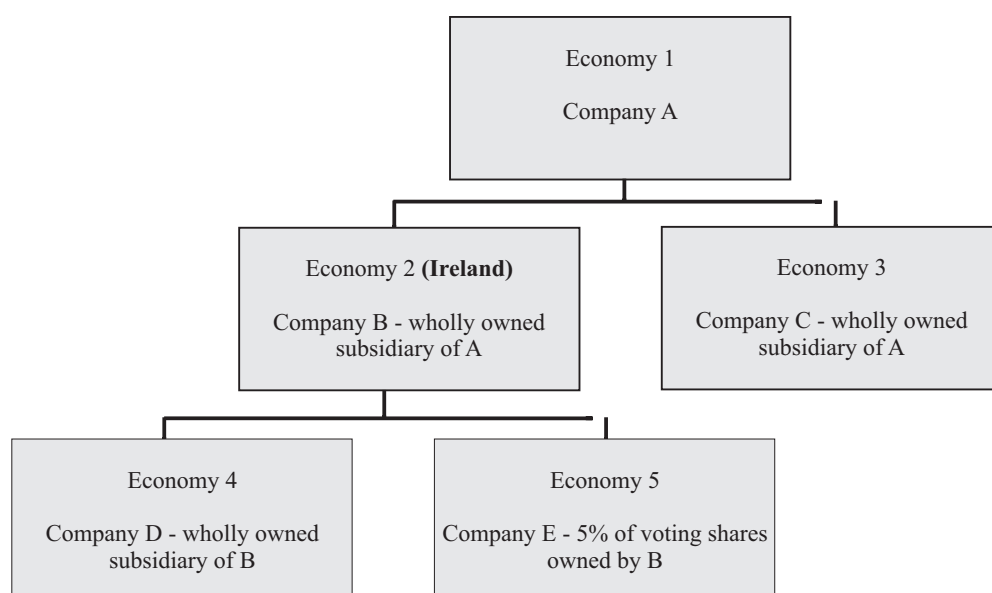 Economy 1
Company A
Economy 2 (Ireland)
Company B - wholly owned
subsidiary of A
Economy 3
Company C - wholly owned
subsidiary of A
Economy 4
Company D - wholly owned
subsidiary of B
Economy 5
Company E - 5% of voting shares
owned by B